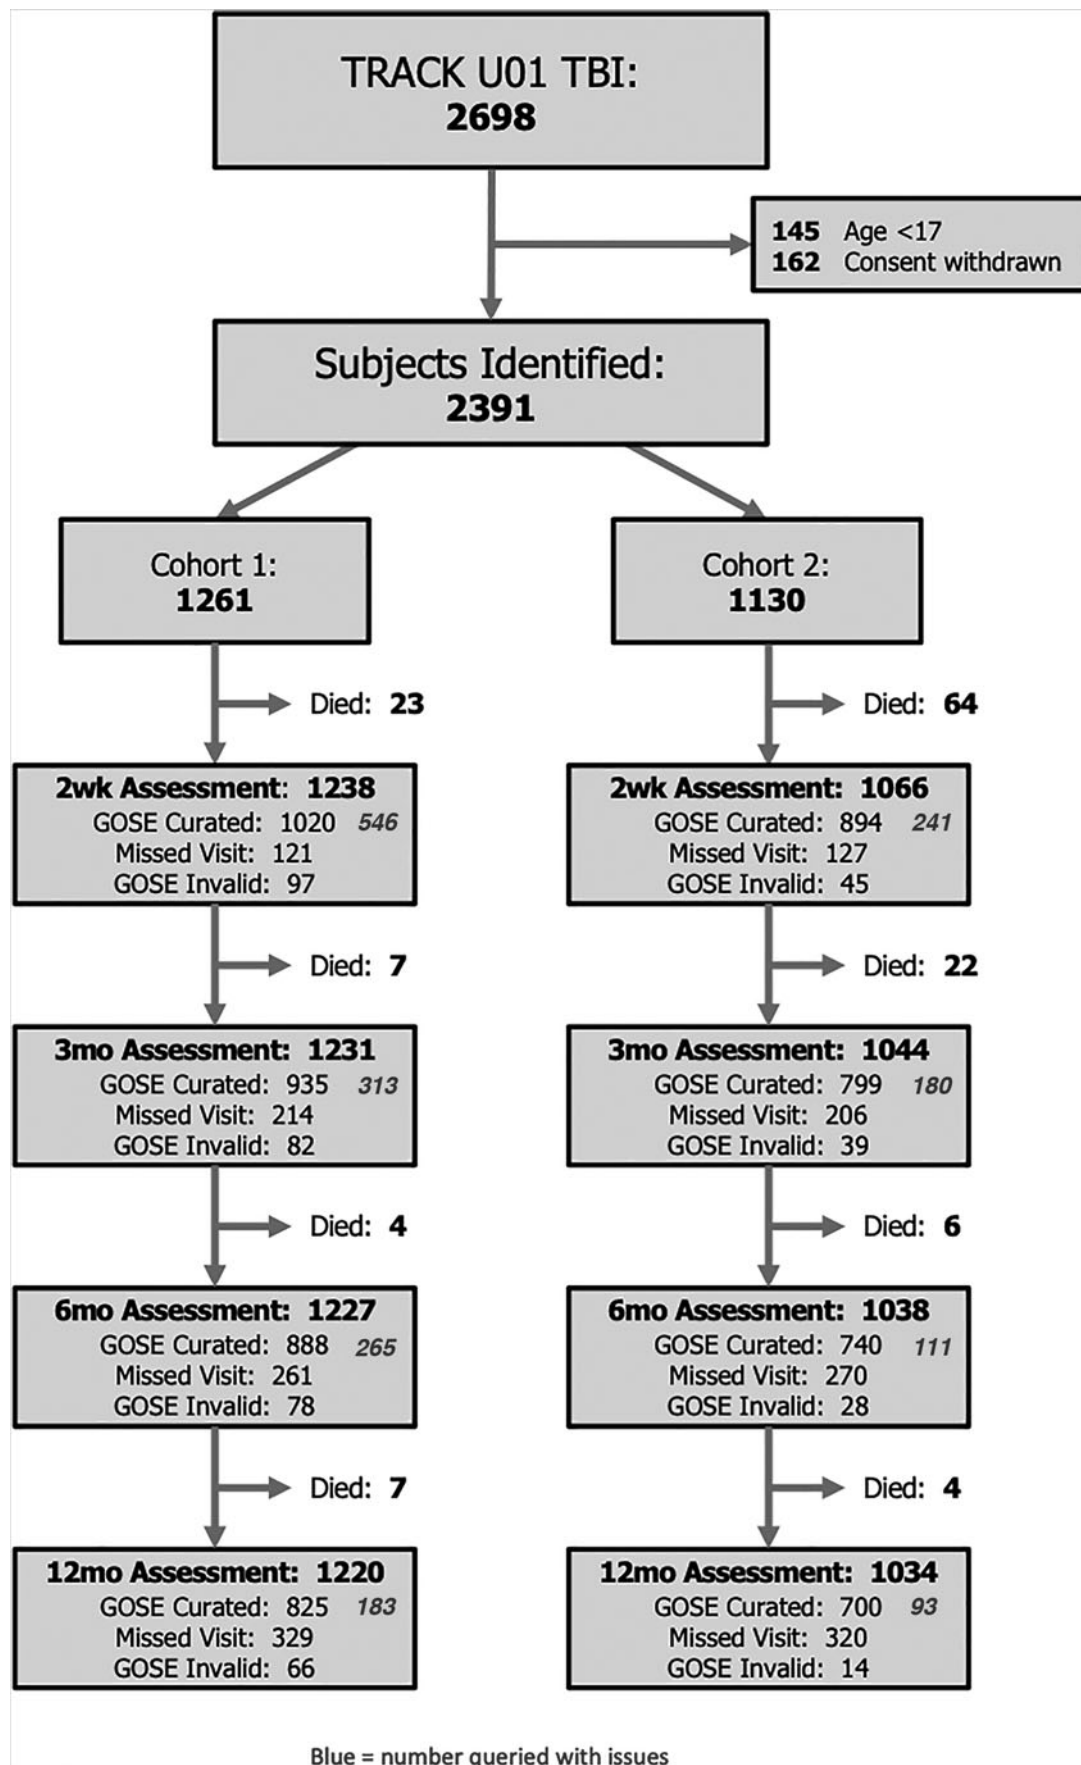 TRACK U01 TBI:
2698
145 Age <17
162 Consent withdrawn
Subjects Identified:
2391
Cohort 1:
1261
Cohort 2:
1130
Died: 23
Died: 64
2wk Assessment: 1238
GOSE Curated: 1020 546
Missed Visit: 121
GOSE Invalid: 97
2wk Assessment: 1066
GOSE Curated: 894 241
Missed Visit: 127
GOSE Invalid: 45
Died: 7
Died: 22
3mo Assessment: 1231
GOSE Curated: 935 313
Missed Visit: 214
GOSE Invalid: 82
3mo Assessment: 1044
GOSE Curated: 799 180
Missed Visit: 206
GOSE Invalid: 39
Died: 4
Died: 6
6mo Assessment: 1227
GOSE Curated: 888 265
Missed Visit: 261
GOSE Invalid: 78
6mo Assessment: 1038
GOSE Curated: 740 111
Missed Visit: 270
GOSE Invalid: 28
Died: 7
Died: 4
12mo Assessment: 1220
GOSE Curated: 825 183
Missed Visit: 329
GOSE Invalid: 66
12mo Assessment: 1034
GOSE Curated: 700 93
Missed Visit: 320
GOSE Invalid: 14
Blue = number queried with issues